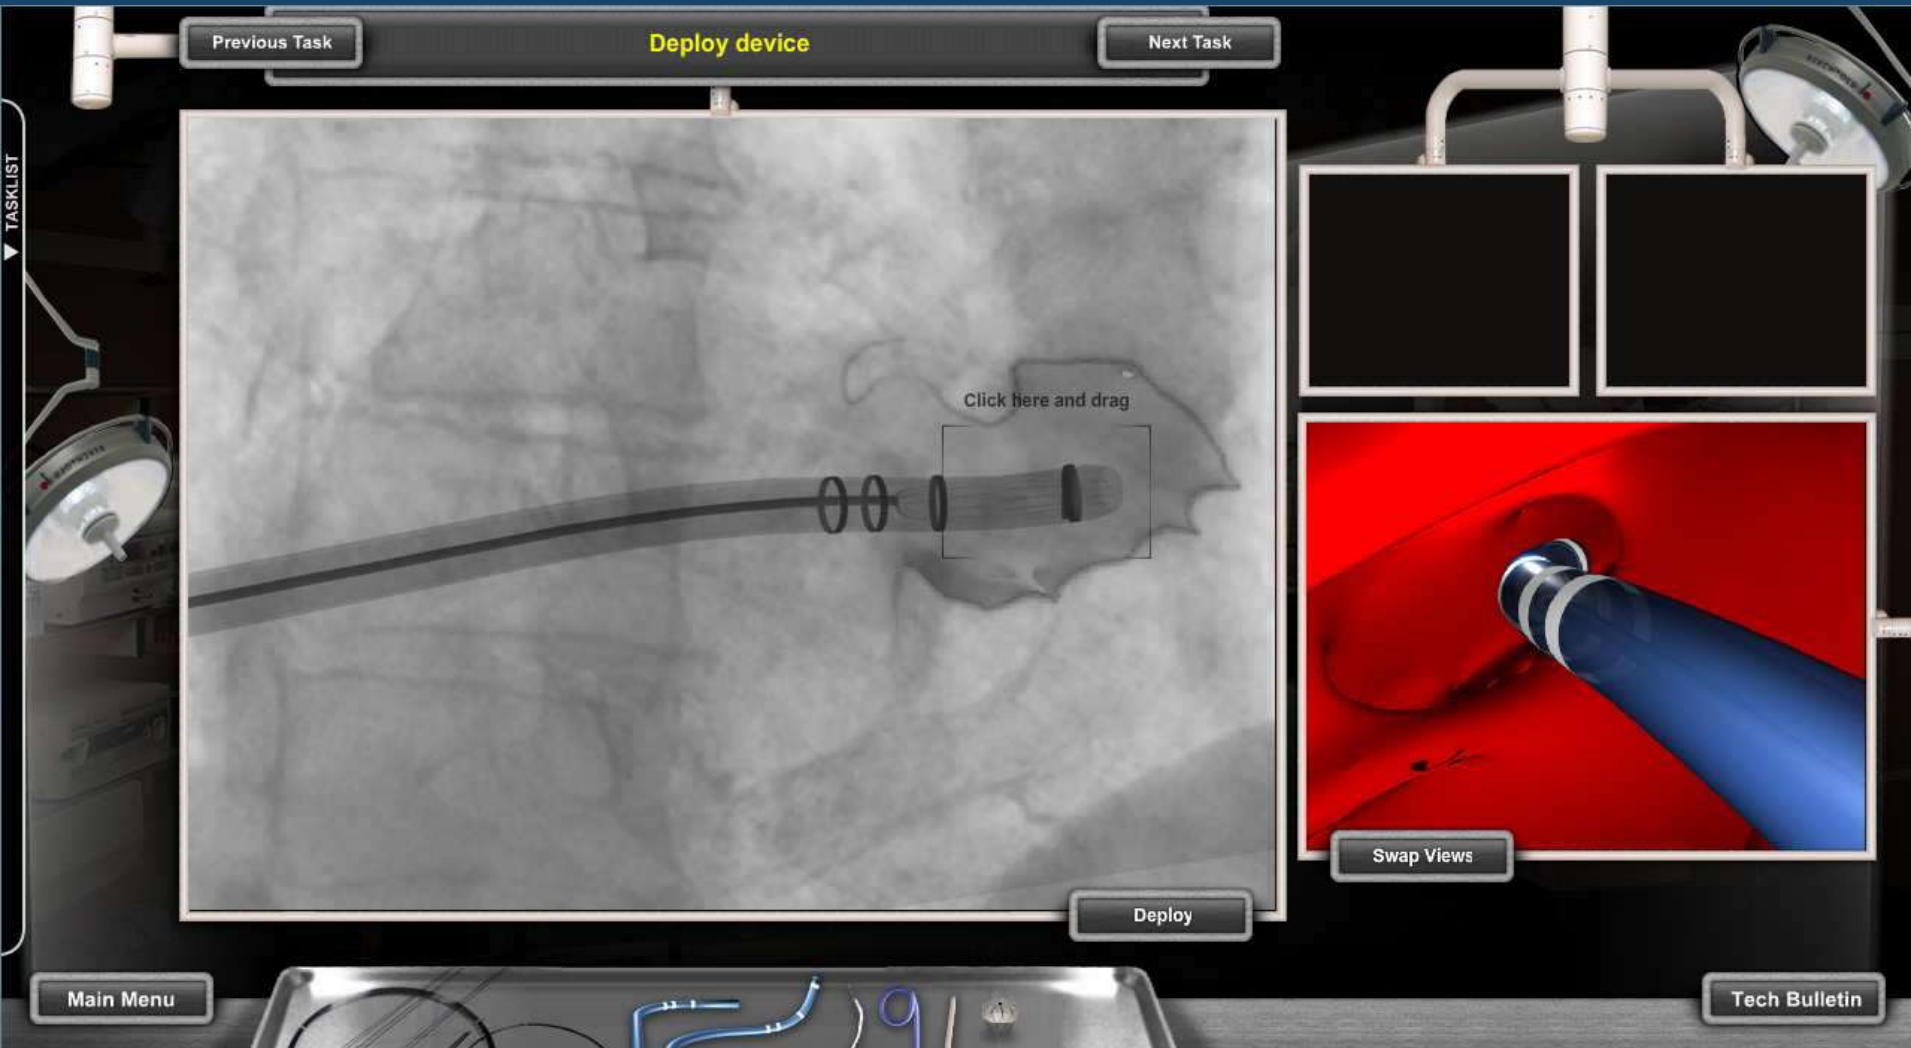 Previous Task
Deploy device
Next Task
TASKLIST
Click here and drag
Swap Views
Deploy
Main Menu
Tech Bulletin